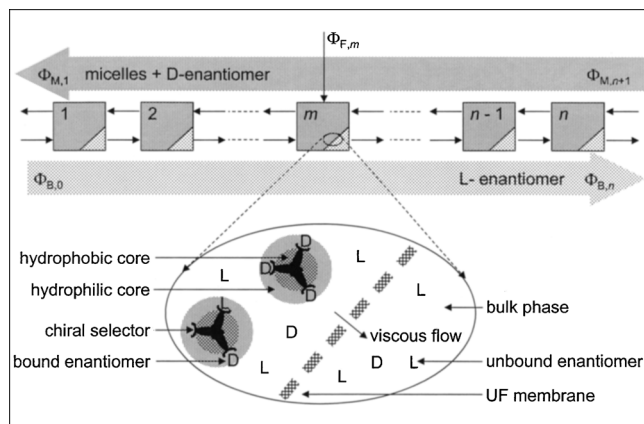 Φ_F,m
Φ_M,1 micelles + D-enantiomer Φ_M,n+1
1 2 m n - 1 n
Φ_B,0 L- enantiomer Φ_B,n
hydrophobic core
hydrophilic core
chiral selector
bound enantiomer
D
D
D
L
L
D
L
D
L
L
L
D
L
bulk phase
viscous flow
unbound enantiomer
UF membrane